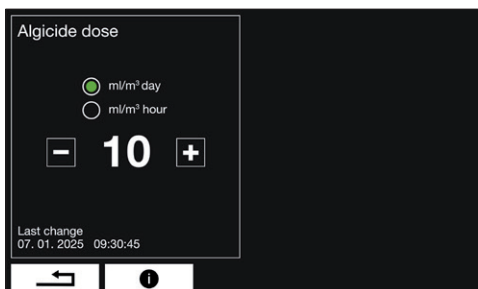 Algicide dose
ml/m³ day
ml/m³ hour
− 10 +
Last change
07. 01. 2025 09:30:45
i